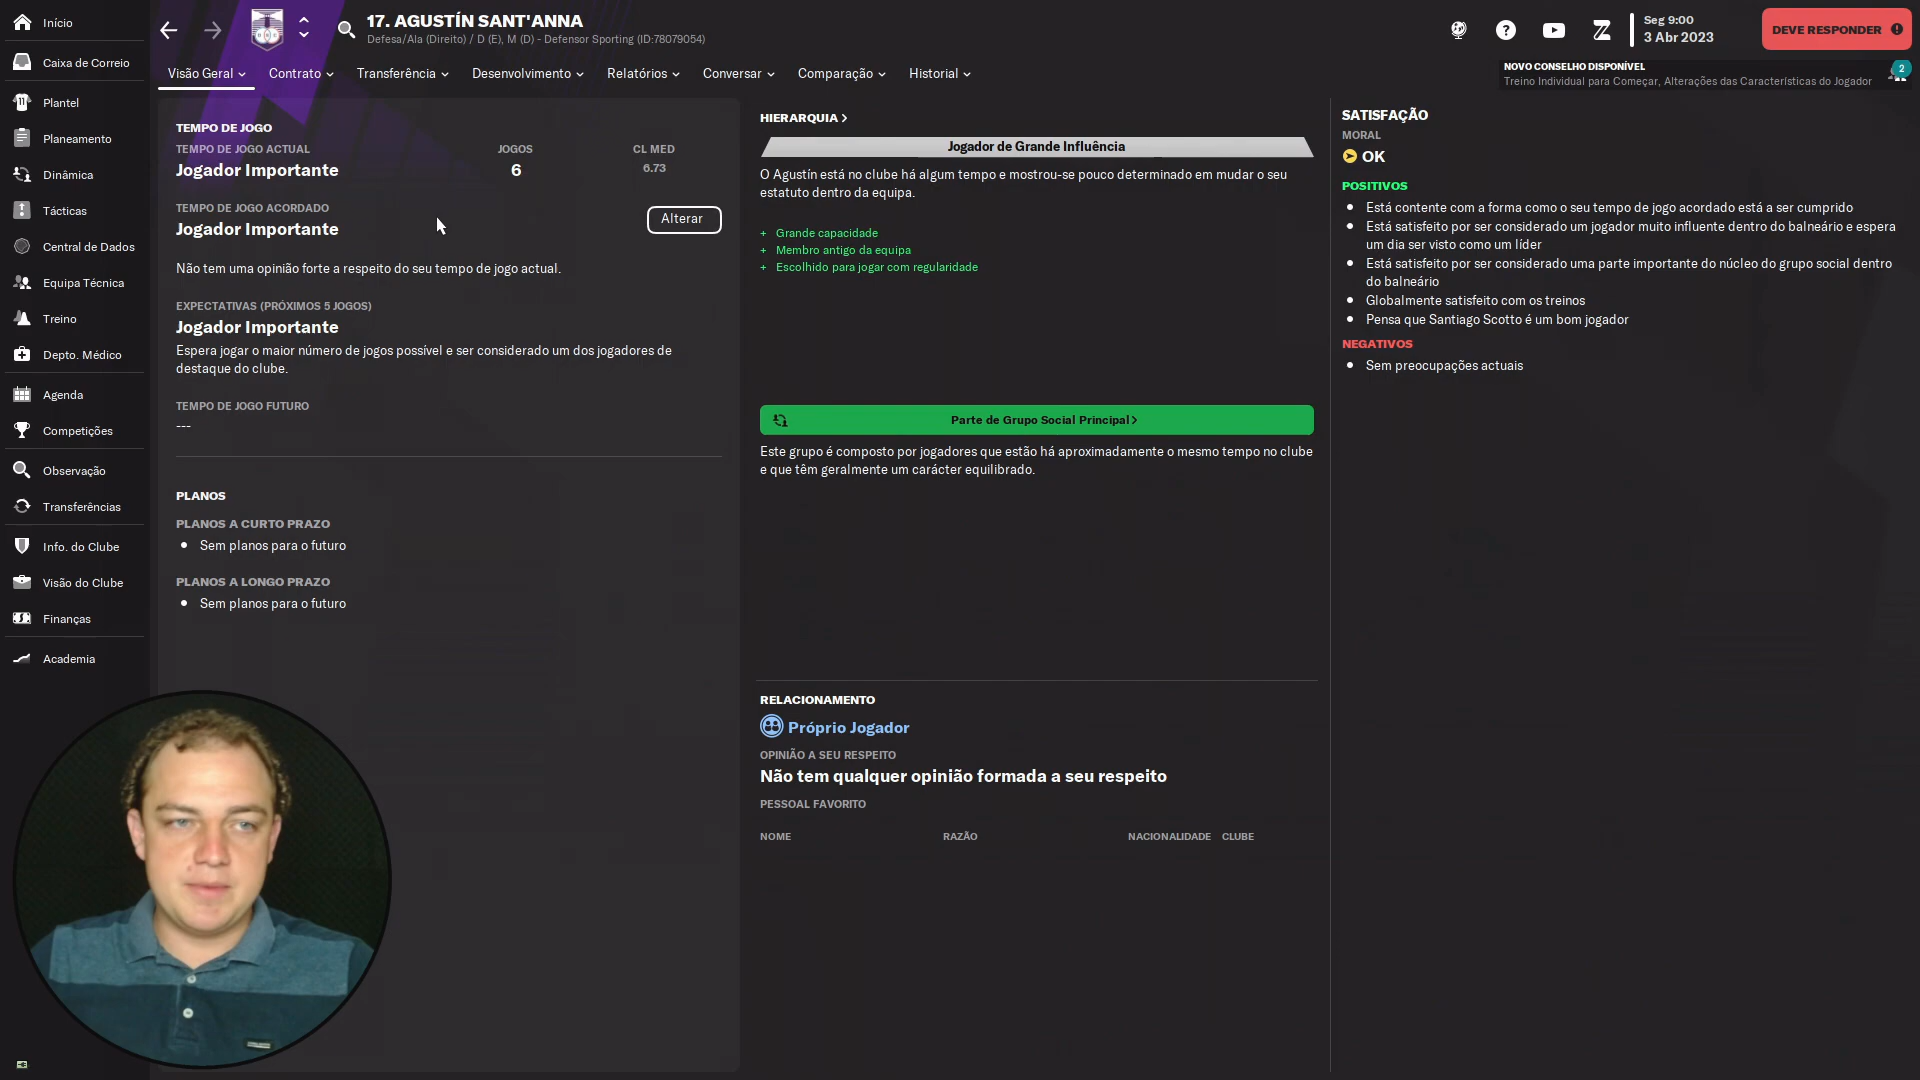 Início
Caixa de Correio
Plantel
Planeamento
Dinâmica
Tácticas
Central de Dados
Equipa Técnica
Treino
Depto. Médico
Agenda
Competições
Observação
Transferências
Info. do Clube
Visão do Clube
Finanças
Academia
17. AGUSTÍN SANT'ANNA
Defesa/Ala (Direito) / D (E), M (D) - Defensor Sporting (ID:78079054)
Seg 9:00
3 Abr 2023
DEVE RESPONDER
Visão Geral
Contrato
Transferência
Desenvolvimento
Relatórios
Conversar
Comparação
Historial
NOVO CONSELHO DISPONÍVEL
Treino Individual para Começar, Alterações das Características do Jogador
2
TEMPO DE JOGO
TEMPO DE JOGO ACTUAL
JOGOS
CL MED
Jogador Importante
6
6.73
TEMPO DE JOGO ACORDADO
Jogador Importante
Alterar
Não tem uma opinião forte a respeito do seu tempo de jogo actual.
EXPECTATIVAS (PRÓXIMOS 5 JOGOS)
Jogador Importante
Espera jogar o maior número de jogos possível e ser considerado um dos jogadores de
destaque do clube.
TEMPO DE JOGO FUTURO
---
PLANOS
PLANOS A CURTO PRAZO
Sem planos para o futuro
PLANOS A LONGO PRAZO
Sem planos para o futuro
HIERARQUIA >
Jogador de Grande Influência
O Agustín está no clube há algum tempo e mostrou-se pouco determinado em mudar o seu
estatuto dentro da equipa.
+ Grande capacidade
+ Membro antigo da equipa
+ Escolhido para jogar com regularidade
Parte de Grupo Social Principal >
Este grupo é composto por jogadores que estão há aproximadamente o mesmo tempo no clube
e que têm geralmente um carácter equilibrado.
RELACIONAMENTO
Próprio Jogador
OPINIÃO A SEU RESPEITO
Não tem qualquer opinião formada a seu respeito
PESSOAL FAVORITO
NOME
RAZÃO
NACIONALIDADE
CLUBE
SATISFAÇÃO
MORAL
OK
POSITIVOS
Está contente com a forma como o seu tempo de jogo acordado está a ser cumprido
Está satisfeito por ser considerado um jogador muito influente dentro do balneário e espera
um dia ser visto como um líder
Está satisfeito por ser considerado uma parte importante do núcleo do grupo social dentro
do balneário
Globalmente satisfeito com os treinos
Pensa que Santiago Scotto é um bom jogador
NEGATIVOS
Sem preocupações actuais